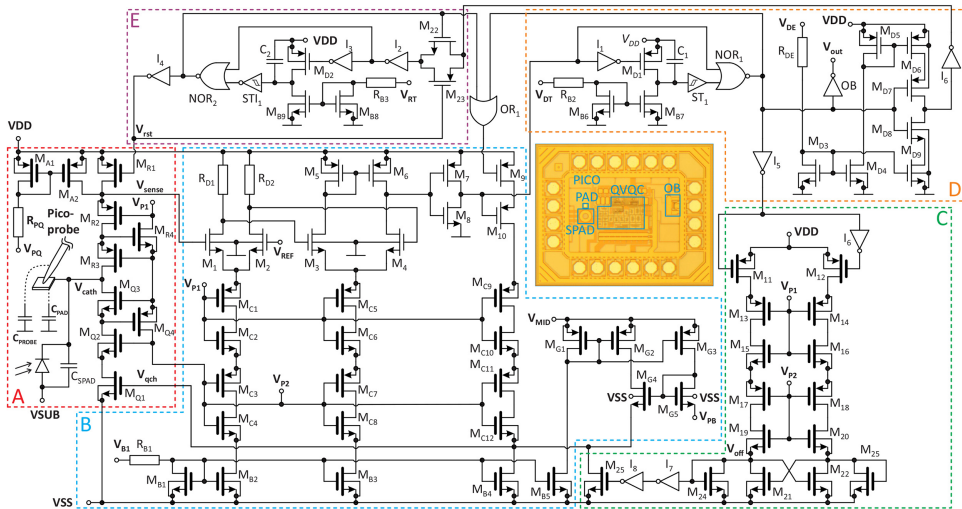 E
M22
I4
NOR2
STI1
C2
VDD
MD2
I3
I2
MB9
MB8
RB3
VRT
M23
Vrst
OR1
VDT
RB2
I1
VDD
MD1
C1
NOR1
ST1
MB6
MB7
VDE
RDE
VDD
Vout
OB
MD5
MD6
MD7
I6
MD8
MD9
MD3
MD4
I5
D
VDD
MA1
MA2
MR1
Vsense
VP1
RPQ
VPQ
Pico-
probe
MR2
MR4
MR3
Vcath
MQ3
CPAD
CPROBE
MQ2
MQ4
CSPAD
Vqch
MQ1
VSUB
A
RD1
RD2
M5
M6
M7
M9
M8
M10
M1
M2
VREF
M3
M4
VP1
MC1
MC5
MC9
MC2
MC6
MC10
MC11
MC3
VP2
MC7
MC4
MC8
MC12
B
VB1
RB1
MB1
MB2
MB3
MB4
MB5
VSS
PICO
PAD
SPAD
QVQC
OB
VMID
MG1
MG2
MG3
MG4
VSS
MG5
VSS
VPB
C
I6
VDD
M11
M12
VP1
M13
M14
M15
M16
VP2
M17
M18
M19
M20
Voff
M25
I8
I7
M24
M21
M22
M25